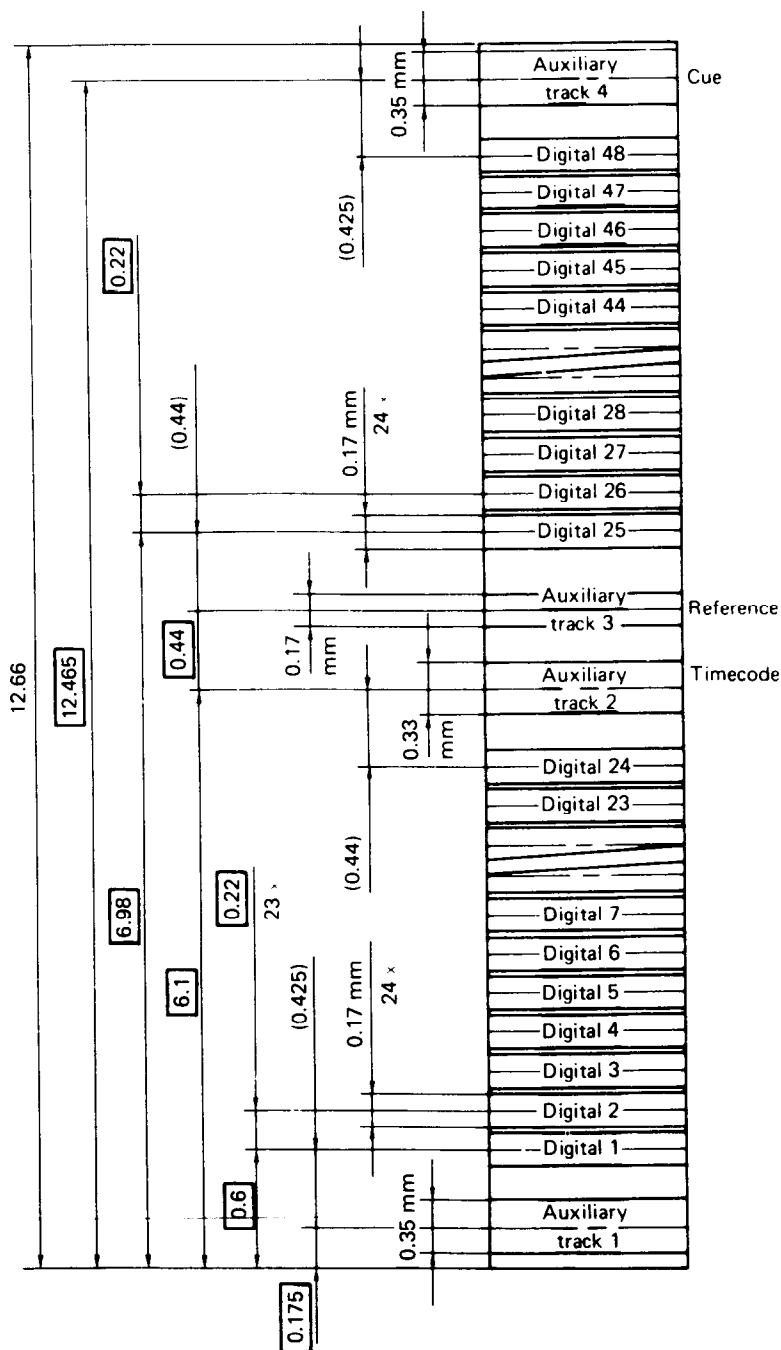 Auxiliary
track 4
Cue
0.35 mm
Digital 48
Digital 47
(0.425)
Digital 46
0.22
Digital 45
Digital 44
(0.44)
0.17 mm
24 ×
Digital 28
Digital 27
Digital 26
Digital 25
Auxiliary
track 3
Reference
0.17
mm
0.44
12.66
12.465
Auxiliary
track 2
Timecode
0.33
mm
Digital 24
Digital 23
(0.44)
0.22
23 ×
6.98
Digital 7
Digital 6
6.1
(0.425)
0.17 mm
24 ×
Digital 5
Digital 4
Digital 3
Digital 2
Digital 1
0.6
0.35 mm
Auxiliary
track 1
0.175